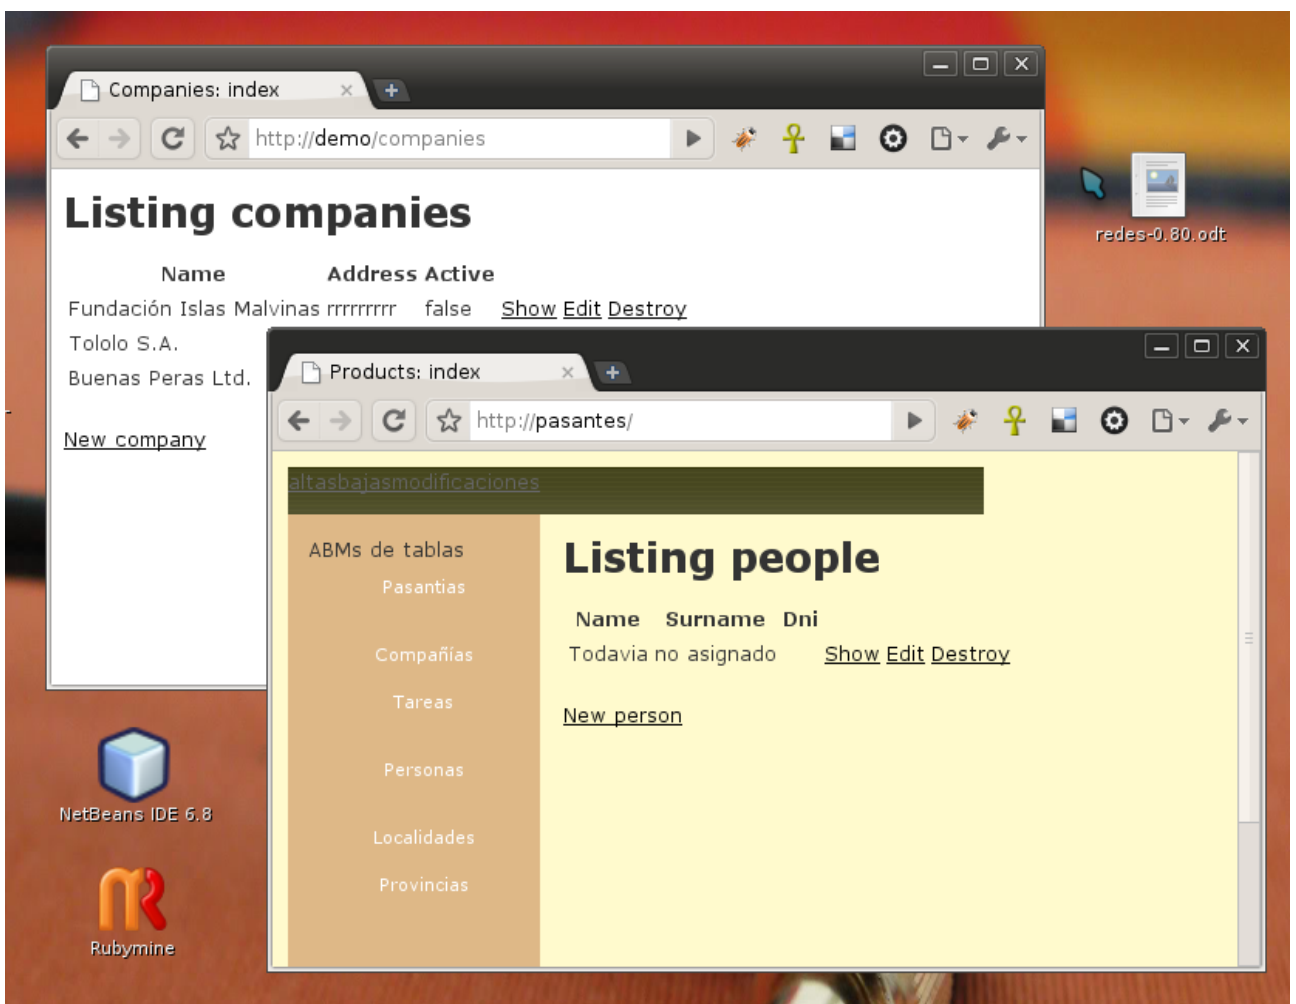 Companies: index
http://demo/companies
Listing companies
Name Address Active
Fundación Islas Malvinas rrrrrrrrr false Show Edit Destroy
Tololo S.A.
Buenas Peras Ltd.
New company
redes-0.80.odt
Products: index
http://pasantes/
altasbajasmodificaciones
ABMs de tablas
Pasantias
Compañías
Tareas
Personas
Localidades
Provincias
Listing people
Name Surname Dni
Todavia no asignado Show Edit Destroy
New person
NetBeans IDE 6.8
Rubymine